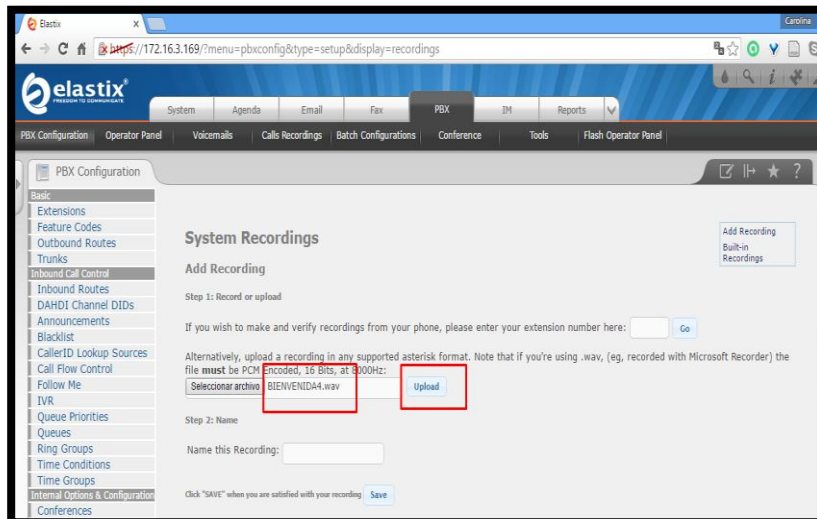 Elastix
Carolina
https://172.16.3.169/?menu=pbxconfig&type=setup&display=recordings
elastix
FREEDOM TO COMMUNICATE
System Agenda Email Fax PBX IM Reports
PBX Configuration Operator Panel Voicemails Calls Recordings Batch Configurations Conference Tools Flash Operator Panel
PBX Configuration
Basic
Extensions
Feature Codes
Outbound Routes
Trunks
Inbound Call Control
Inbound Routes
DAHDI Channel DIDs
Announcements
Blacklist
CallerID Lookup Sources
Call Flow Control
Follow Me
IVR
Queue Priorities
Queues
Ring Groups
Time Conditions
Time Groups
Internal Options & Configuration
Conferences
System Recordings
Add Recording
Step 1: Record or upload
If you wish to make and verify recordings from your phone, please enter your extension number here: Go
Alternatively, upload a recording in any supported asterisk format. Note that if you're using .wav, (eg, recorded with Microsoft Recorder) the
file must be PCM Encoded, 16 Bits, at 8000Hz:
Seleccionar archivo BIENVENIDA4.wav Upload
Step 2: Name
Name this Recording:
Click "SAVE" when you are satisfied with your recording Save
Add Recording
Built-in
Recordings